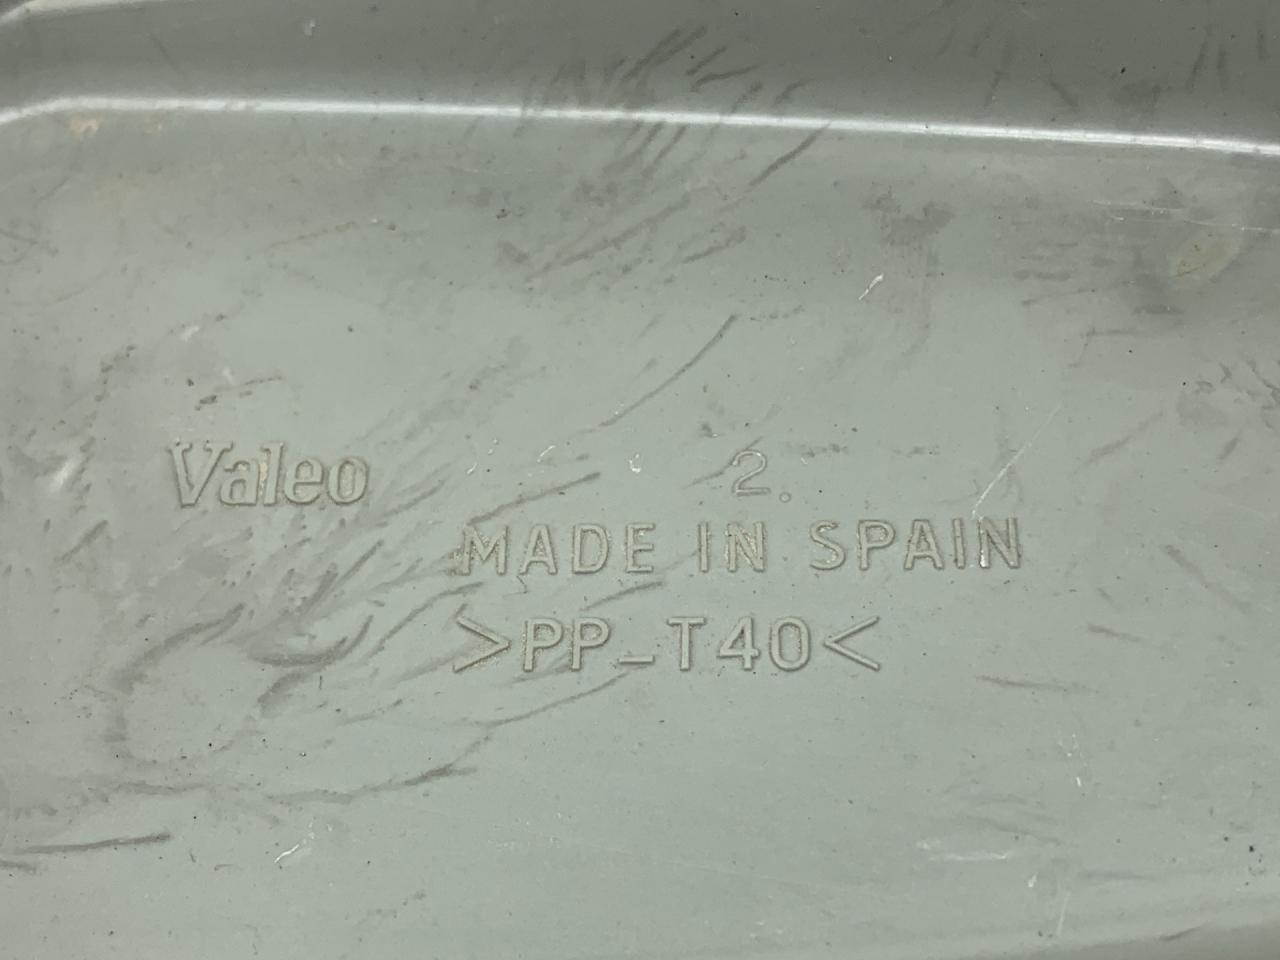 Valeo
2.
MADE IN SPAIN
>PP-T40<